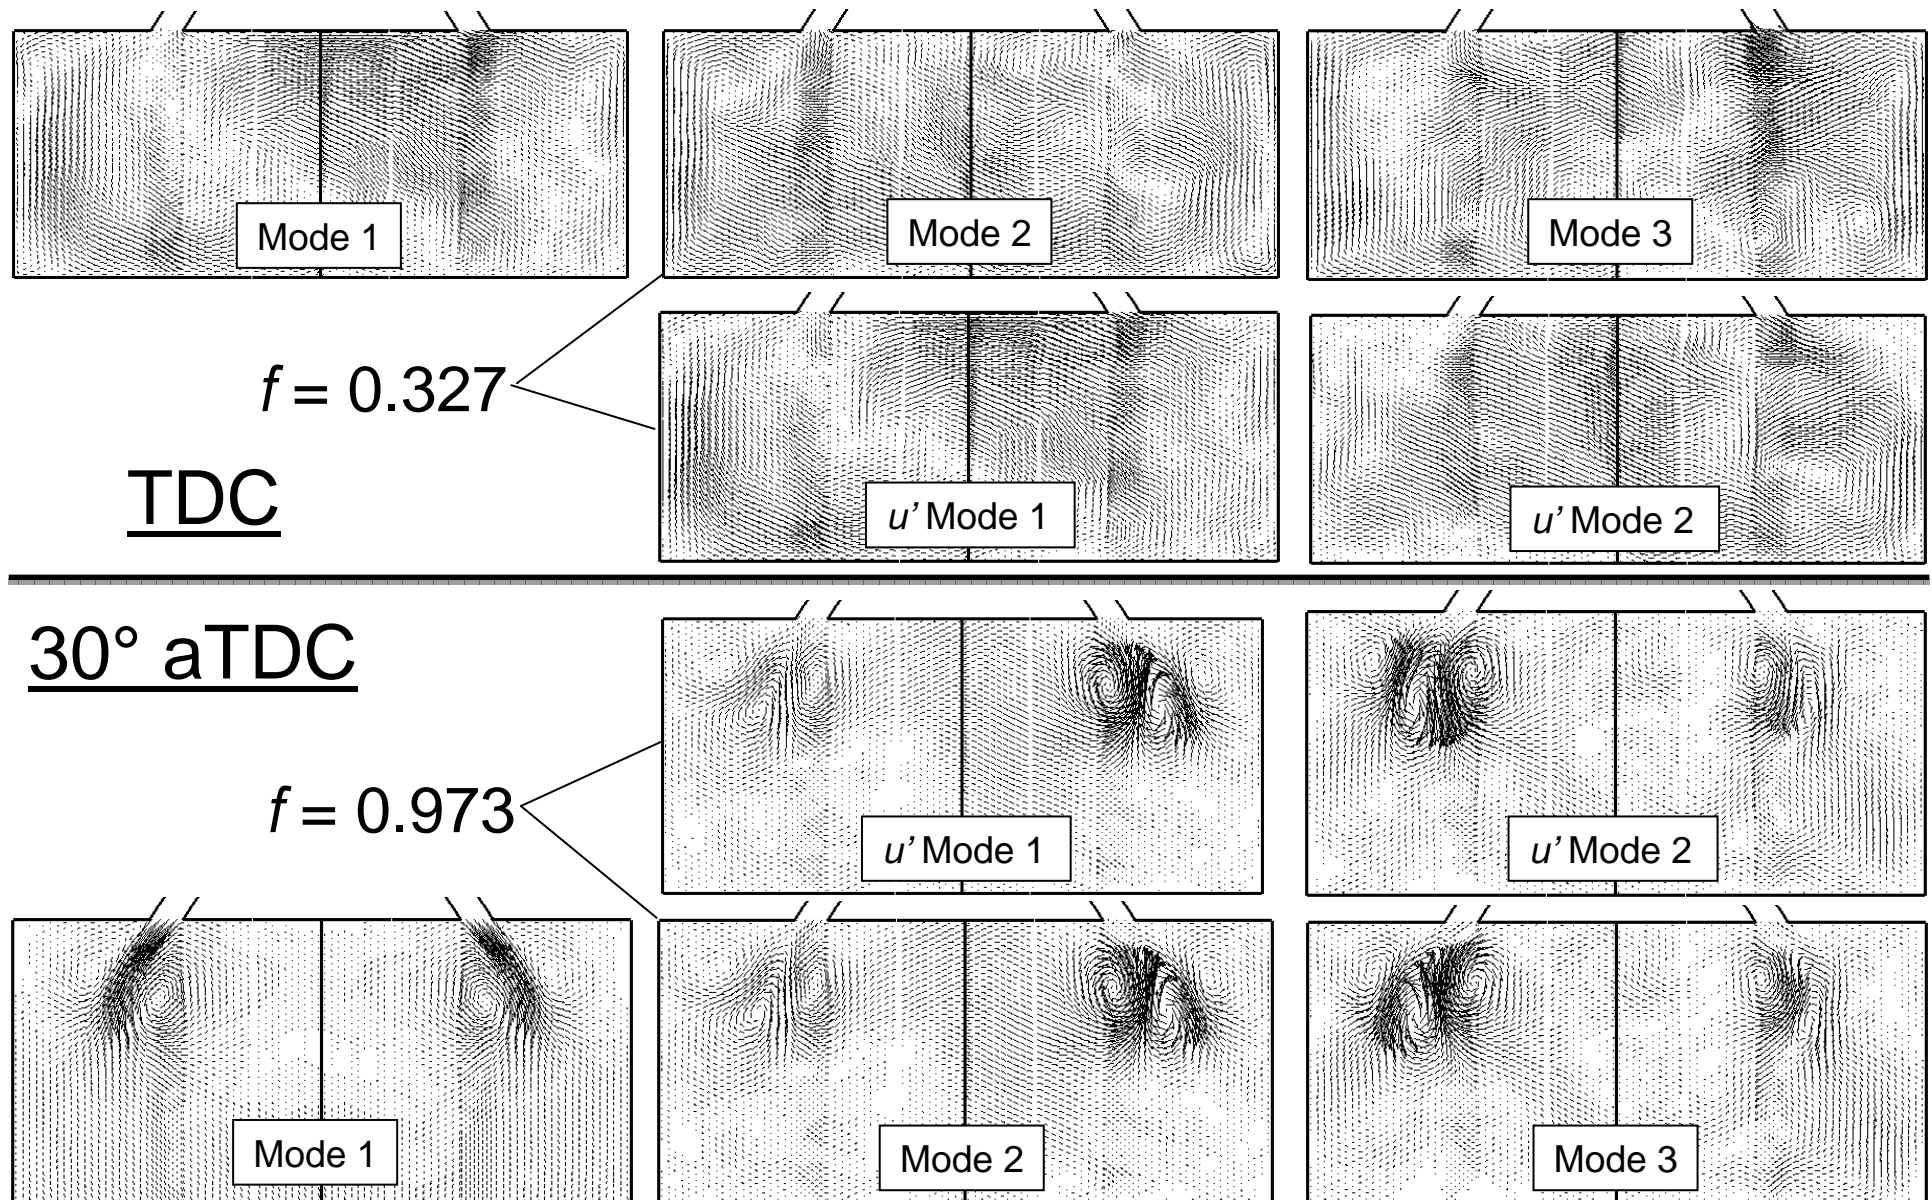 Mode 1
Mode 2
Mode 3
f = 0.327
TDC
u' Mode 1
u' Mode 2
30° aTDC
f = 0.973
u' Mode 1
u' Mode 2
Mode 1
Mode 2
Mode 3